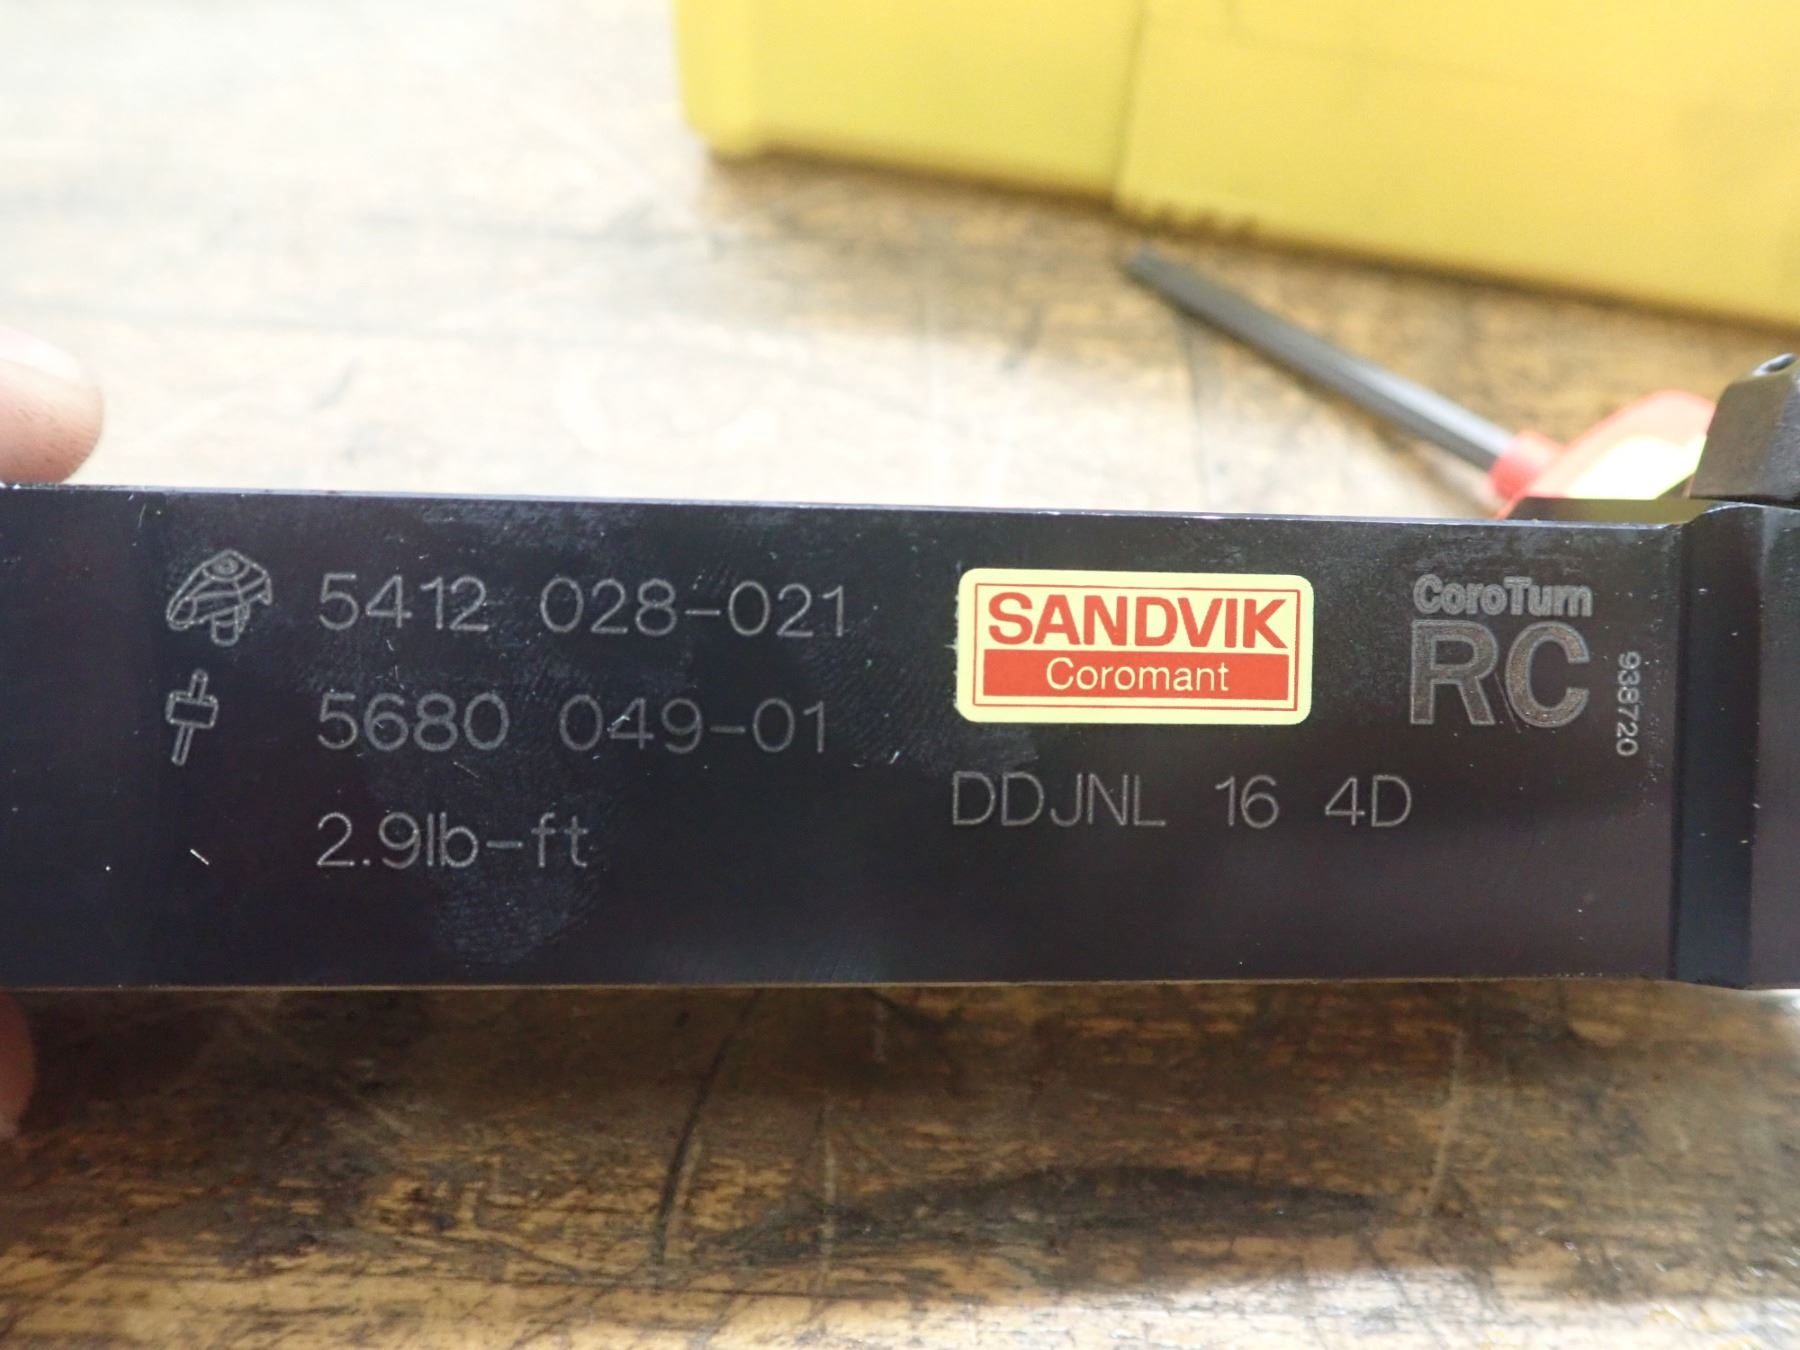 5412 028-021
5680 049-01
2.9lb-ft
SANDVIK
Coromant
DDJNL 16 4D
CoroTurn
RC
938720